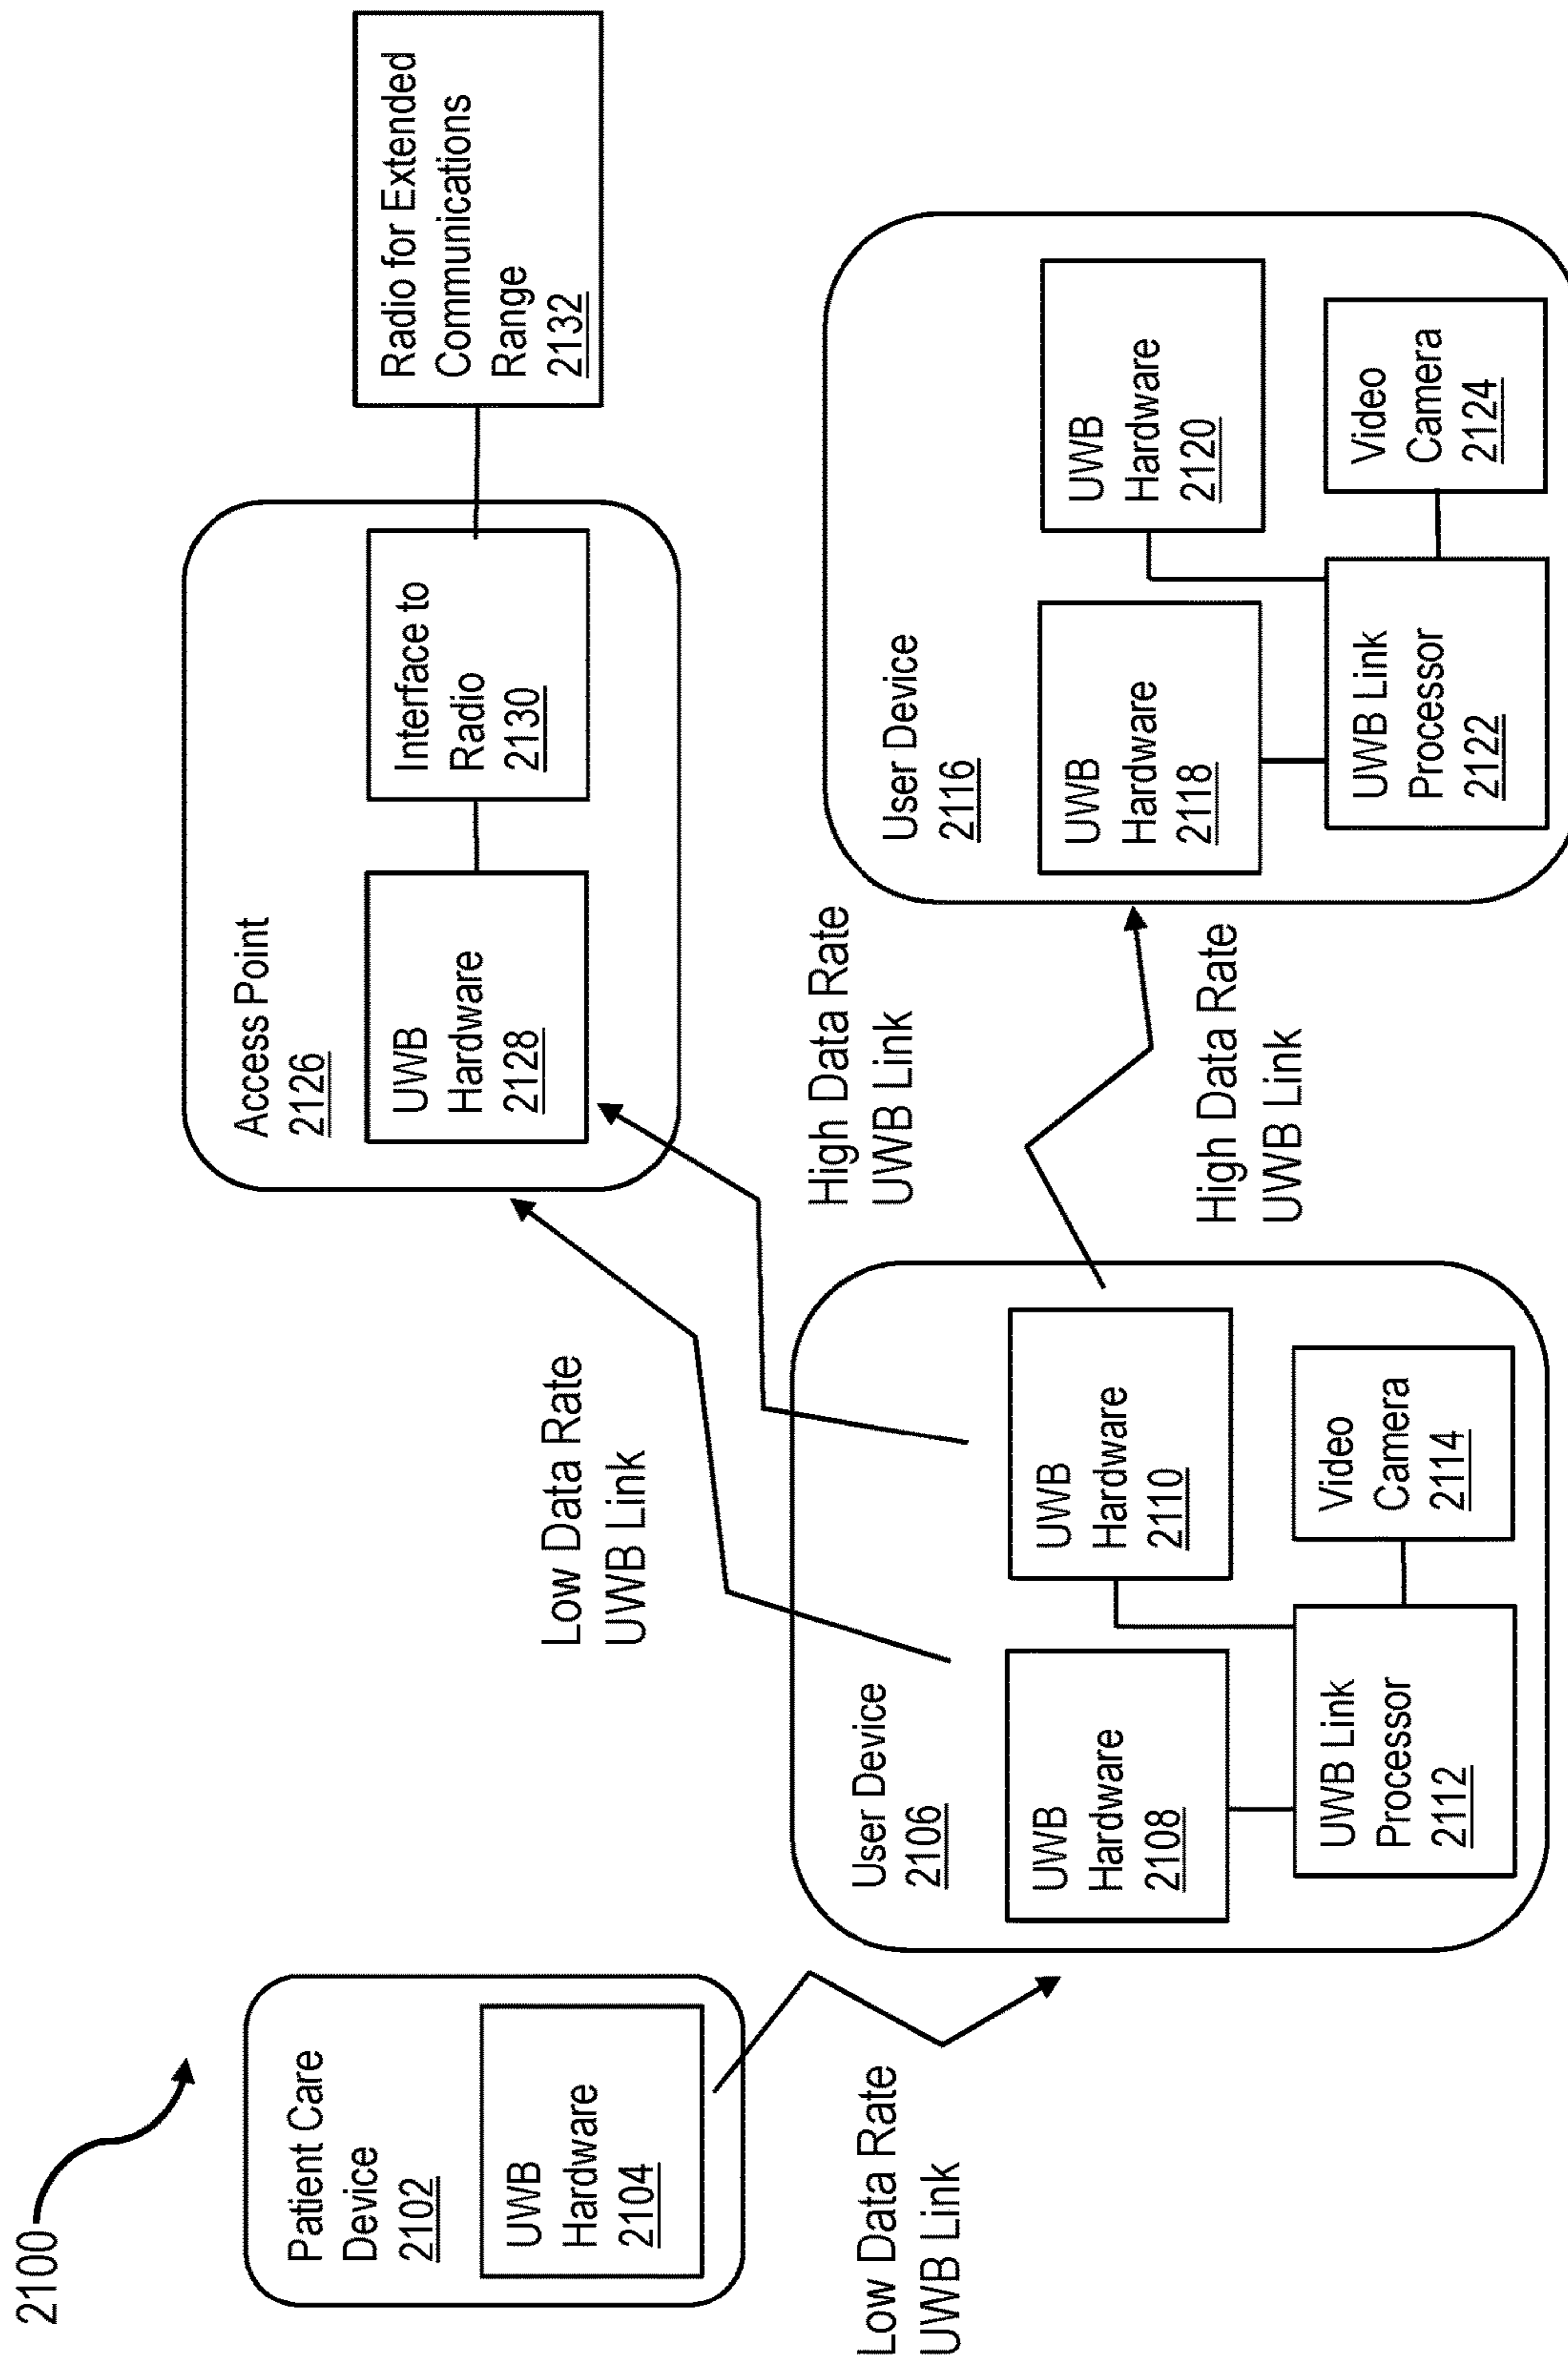 2100
Patient Care
Device
2102
UWB
Hardware
2104
Low Data Rate
UWB Link
Low Data Rate
UWB Link
Access Point
2126
UWB
Hardware
2128
Interface to
Radio
2130
Radio for Extended
Communications
Range
2132
User Device
2106
UWB
Hardware
2108
UWB
Hardware
2110
UWB Link
Processor
2112
Video
Camera
2114
High Data Rate
UWB Link
High Data Rate
UWB Link
User Device
2116
UWB
Hardware
2118
UWB
Hardware
2120
UWB Link
Processor
2122
Video
Camera
2124